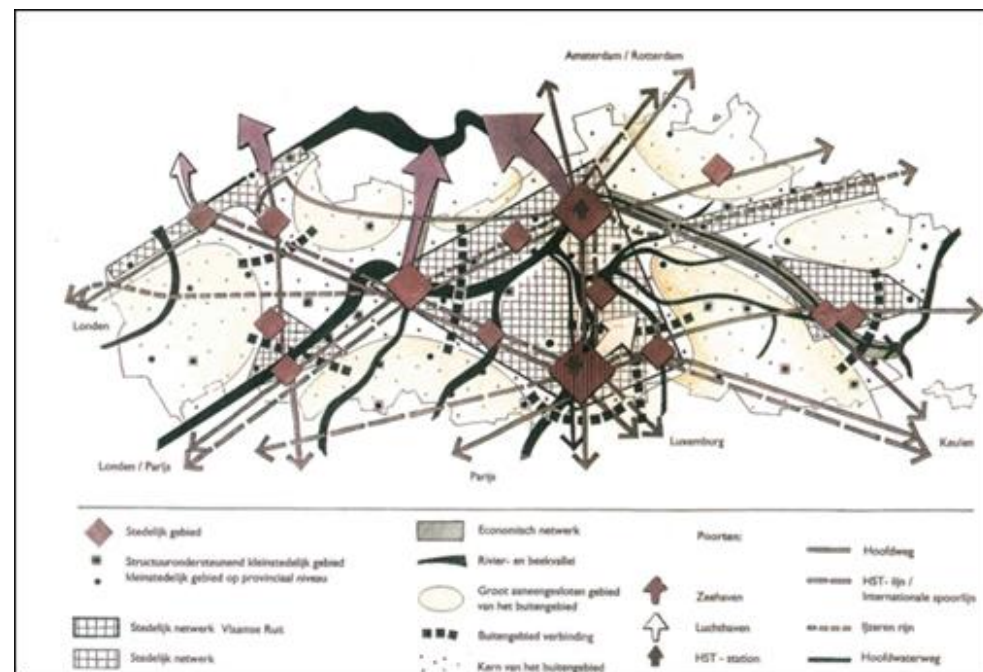 Amsterdam / Rotterdam
Londen
Londen / Parijs
Parijs
Luxemburg
Keulen
Stedelijk gebied
Structuurondersteunend kleinstedelijk gebied
kleinstedelijk gebied op provinciaal niveau
Stedelijk netwerk Vlaamse Ruit
Stedelijk netwerk
Economisch netwerk
Rivier- en beekvallei
Groot aaneengesloten gebied
van het buitengebied
Buitengebied verbinding
Kern van het buitengebied
Poorten:
Zeehaven
Luchthaven
HST - station
Hoofdweg
HST- lijn /
Internationale spoorlijn
IJzeren rijn
Hoofdwaterweg